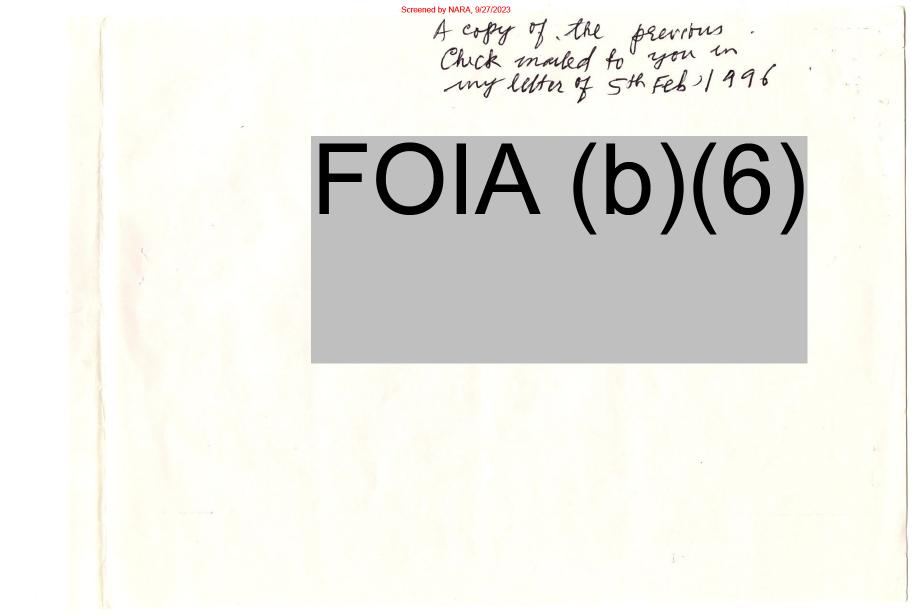 Screened by NARA, 9/27/2023
A copy of the previous
Check mailed to you in
my letter of 5th Feb, 1996
FOIA (b)(6)